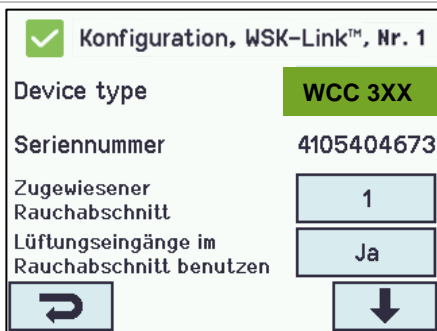 Konfiguration, WSK-Link™, Nr. 1
Device type WCC 3XX
Seriennummer 4105404673
Zugewiesener
Rauchabschnitt 1
Lüftungseingänge im
Rauchabschnitt benutzen Ja